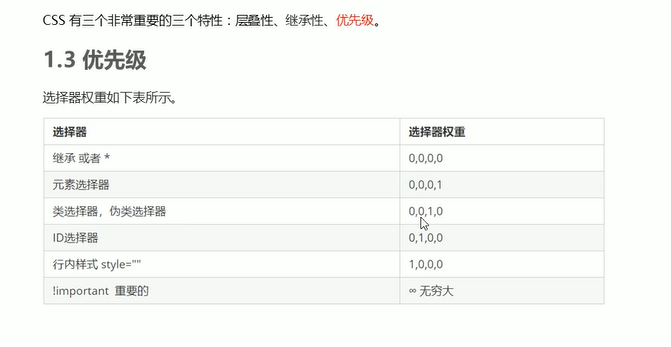 CSS 有三个非常重要的三个特性：层叠性、继承性、优先级。
1.3 优先级
选择器权重如下表所示。
选择器 选择器权重
继承 或者 * 0,0,0,0
元素选择器 0,0,0,1
类选择器，伪类选择器 0,0,1,0
ID选择器 0,1,0,0
行内样式 style="" 1,0,0,0
!important 重要的 ∞ 无穷大